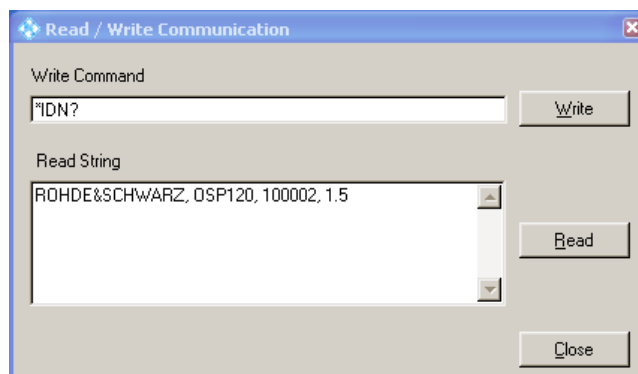 Read / Write Communication
Write Command
*IDN?
Write
Read String
ROHDE&SCHWARZ, OSP120, 100002, 1.5
Read
Close